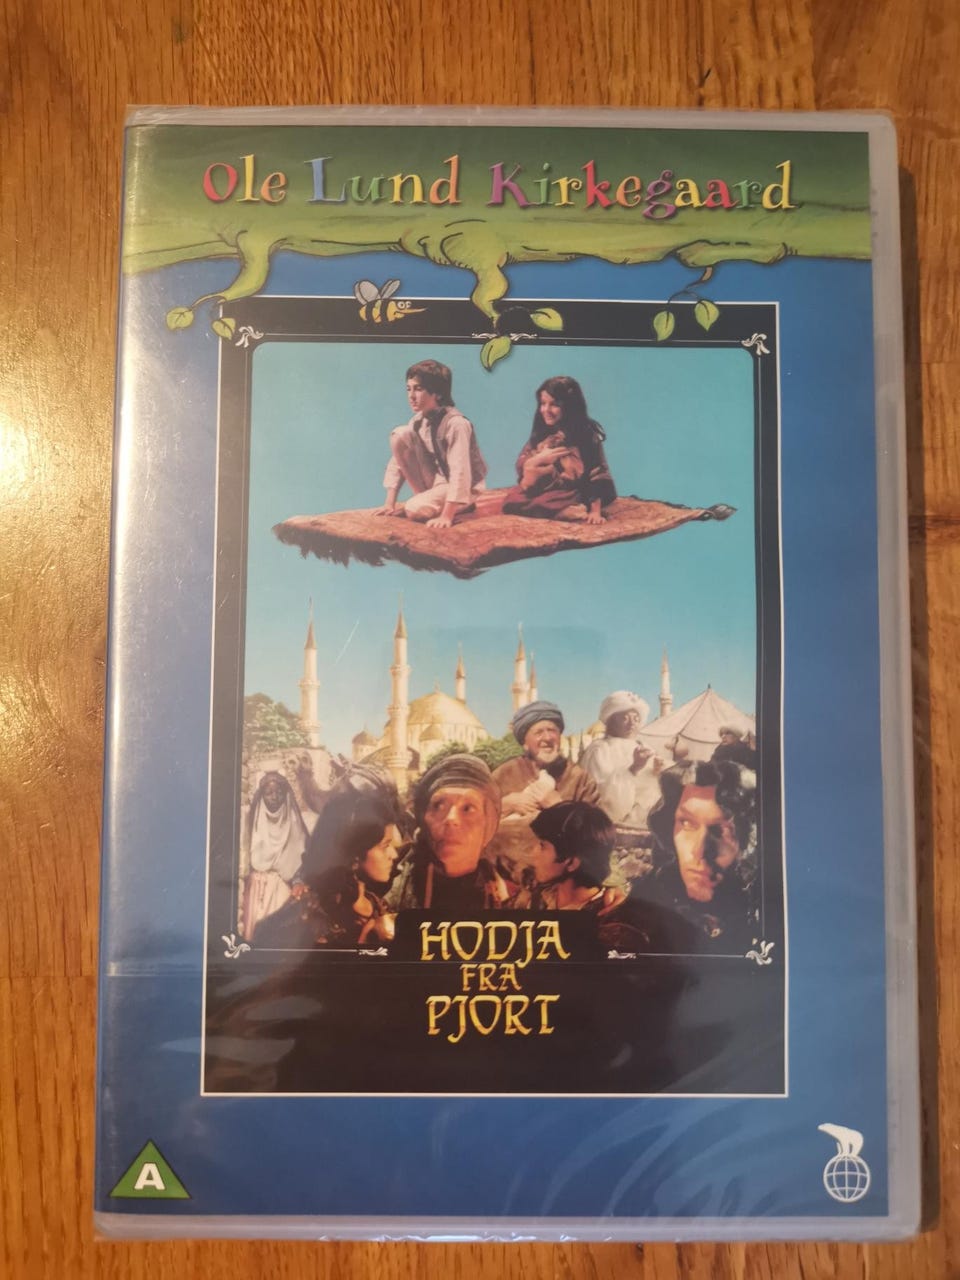 Ole Lund Kirkegaard
HODJA
FRA
PJORT
A